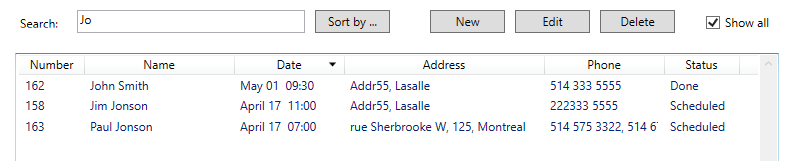 Search: Jo Sort by ... New Edit Delete Show all
Number Name Date Address Phone Status
162 John Smith May 01 09:30 Addr55, Lasalle 514 333 5555 Done
158 Jim Jonson April 17 11:00 Addr55, Lasalle 222333 5555 Scheduled
163 Paul Jonson April 17 07:00 rue Sherbrooke W, 125, Montreal 514 575 3322, 514 6 Scheduled